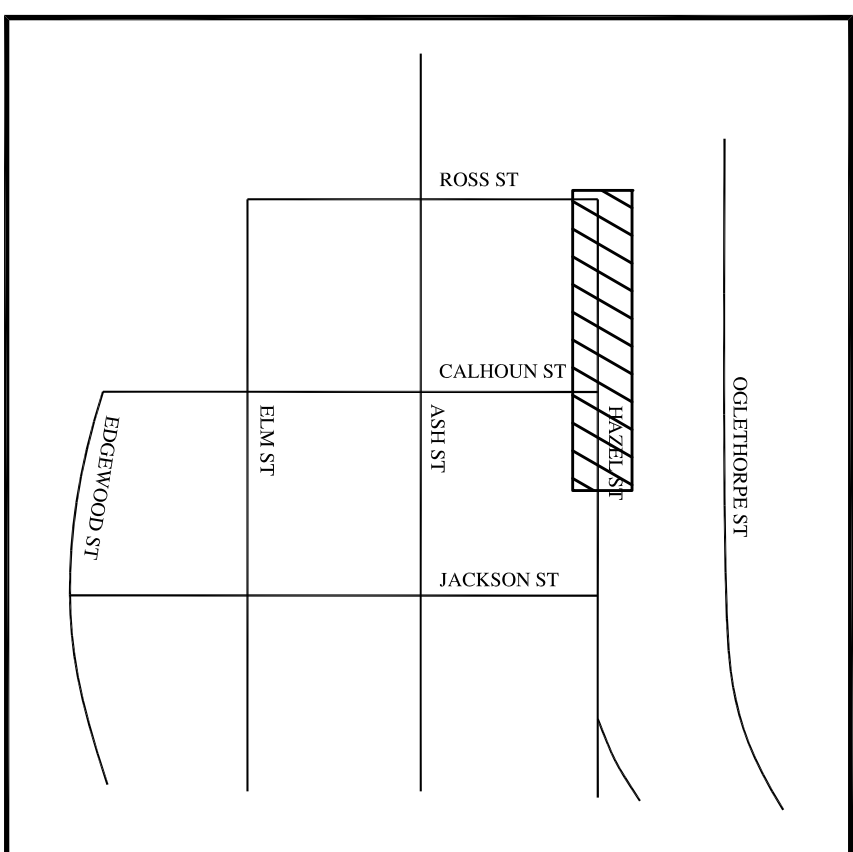 ROSS ST
CALHOUN ST
EDGEWOOD ST
ELM ST
ASH ST
HAZEL ST
OGLETHORPE ST
JACKSON ST